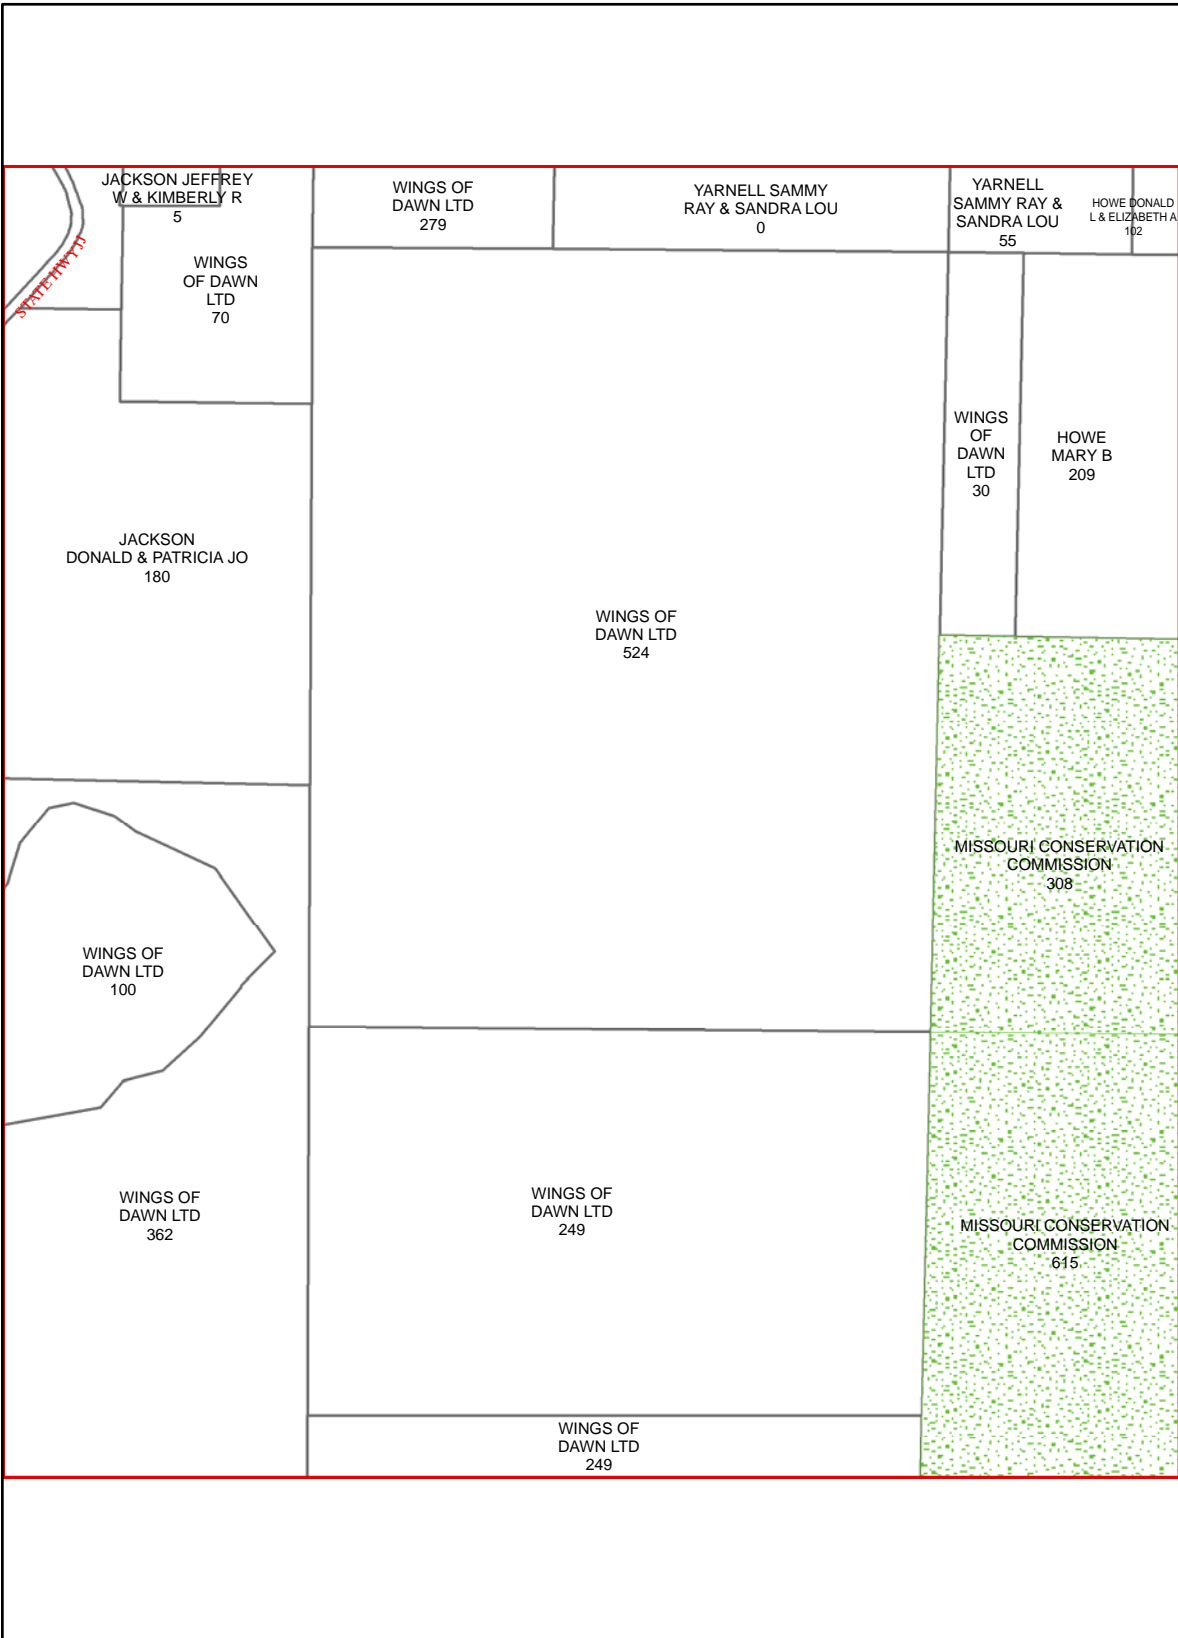 JACKSON JEFFREY
W & KIMBERLY R
5
WINGS OF
DAWN LTD
279
YARNELL SAMMY
RAY & SANDRA LOU
0
YARNELL
SAMMY RAY &
SANDRA LOU
55
HOWE DONALD
L & ELIZABETH A
102
STATE HWY JJ
WINGS
OF DAWN
LTD
70
WINGS
OF
DAWN
LTD
30
HOWE
MARY B
209
JACKSON
DONALD & PATRICIA JO
180
WINGS OF
DAWN LTD
524
MISSOURI CONSERVATION
COMMISSION
308
WINGS OF
DAWN LTD
100
WINGS OF
DAWN LTD
362
WINGS OF
DAWN LTD
249
MISSOURI CONSERVATION
COMMISSION
615
WINGS OF
DAWN LTD
249